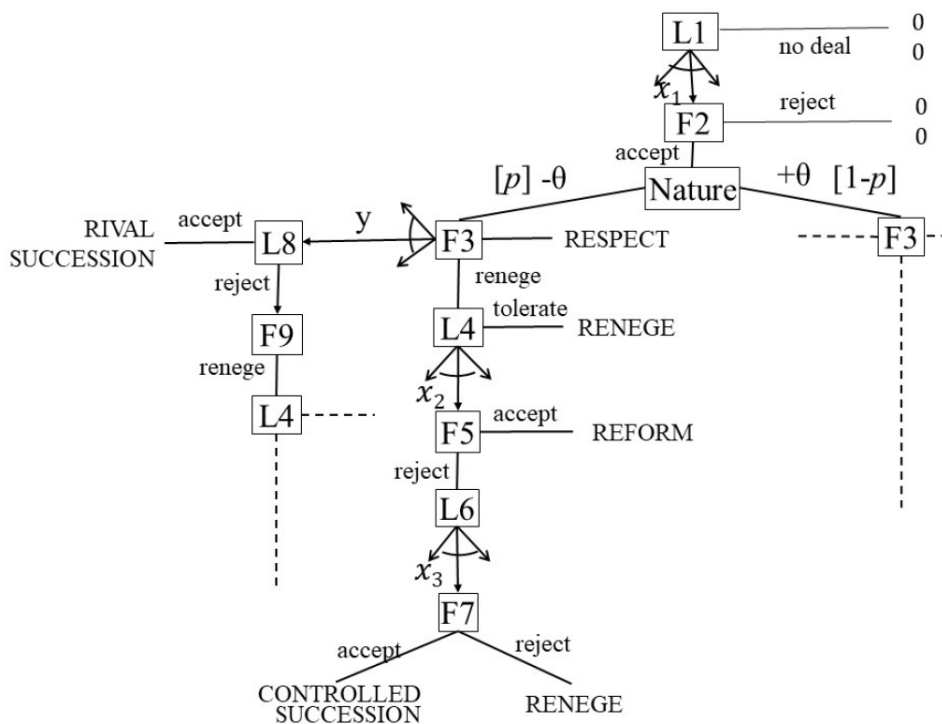 L1
no deal
0
0
x₁
F2
reject
0
0
accept
[p] -θ
Nature
+θ [1-p]
RIVAL
SUCCESSION
accept
L8
y
F3
RESPECT
F3
reject
renege
F9
L4
tolerate
RENEGE
renege
x₂
L4
F5
accept
REFORM
reject
L6
x₃
F7
accept
reject
CONTROLLED
SUCCESSION
RENEGE